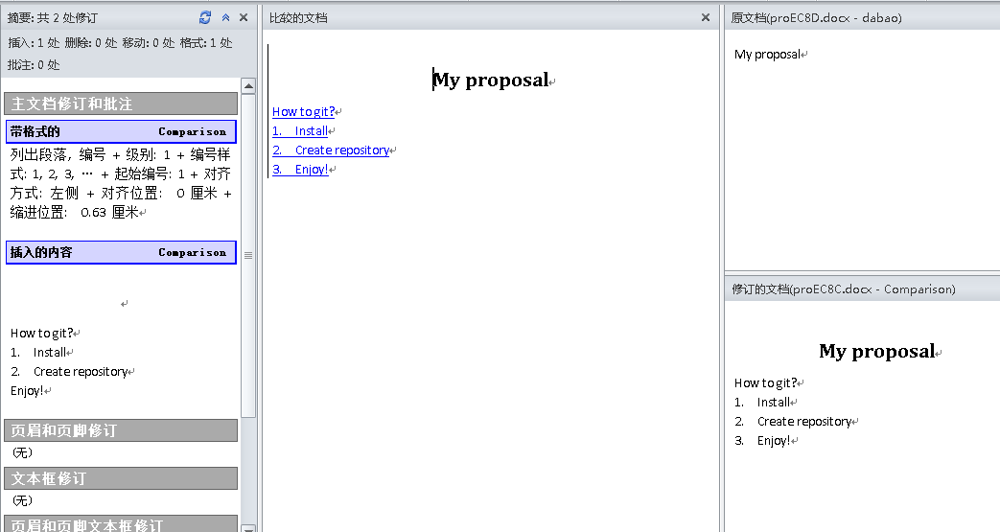 摘要: 共 2 处修订
插入: 1 处 删除: 0 处 移动: 0 处 格式: 1 处
批注: 0 处
主文档修订和批注
带格式的 Comparison
列出段落, 编号 + 级别: 1 + 编号样
式: 1, 2, 3, … + 起始编号: 1 + 对齐
方式: 左侧 + 对齐位置: 0 厘米 +
缩进位置: 0.63 厘米
插入的内容 Comparison
How to git?
1. Install
2. Create repository
Enjoy!
页眉和页脚修订
(无)
文本框修订
(无)
页眉和页脚文本框修订
比较的文档
My proposal
How to git?
1. Install
2. Create repository
3. Enjoy!
原文档(proEC8D.docx - dabao)
My proposal
修订的文档(proEC8C.docx - Comparison)
My proposal
How to git?
1. Install
2. Create repository
3. Enjoy!